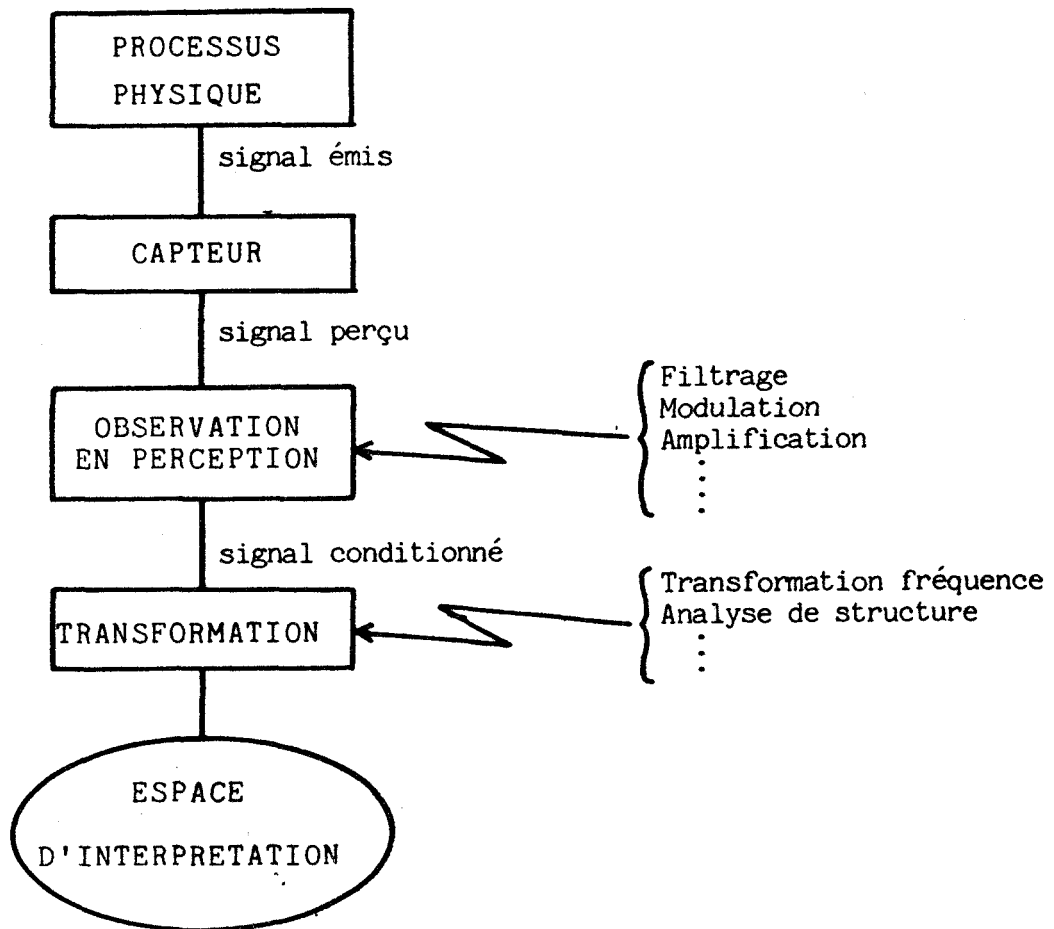 PROCESSUS
PHYSIQUE
signal émis
CAPTEUR
signal perçu
OBSERVATION
EN PERCEPTION
Filtrage
Modulation
Amplification
signal conditionné
TRANSFORMATION
Transformation fréquence
Analyse de structure
ESPACE
D'INTERPRETATION